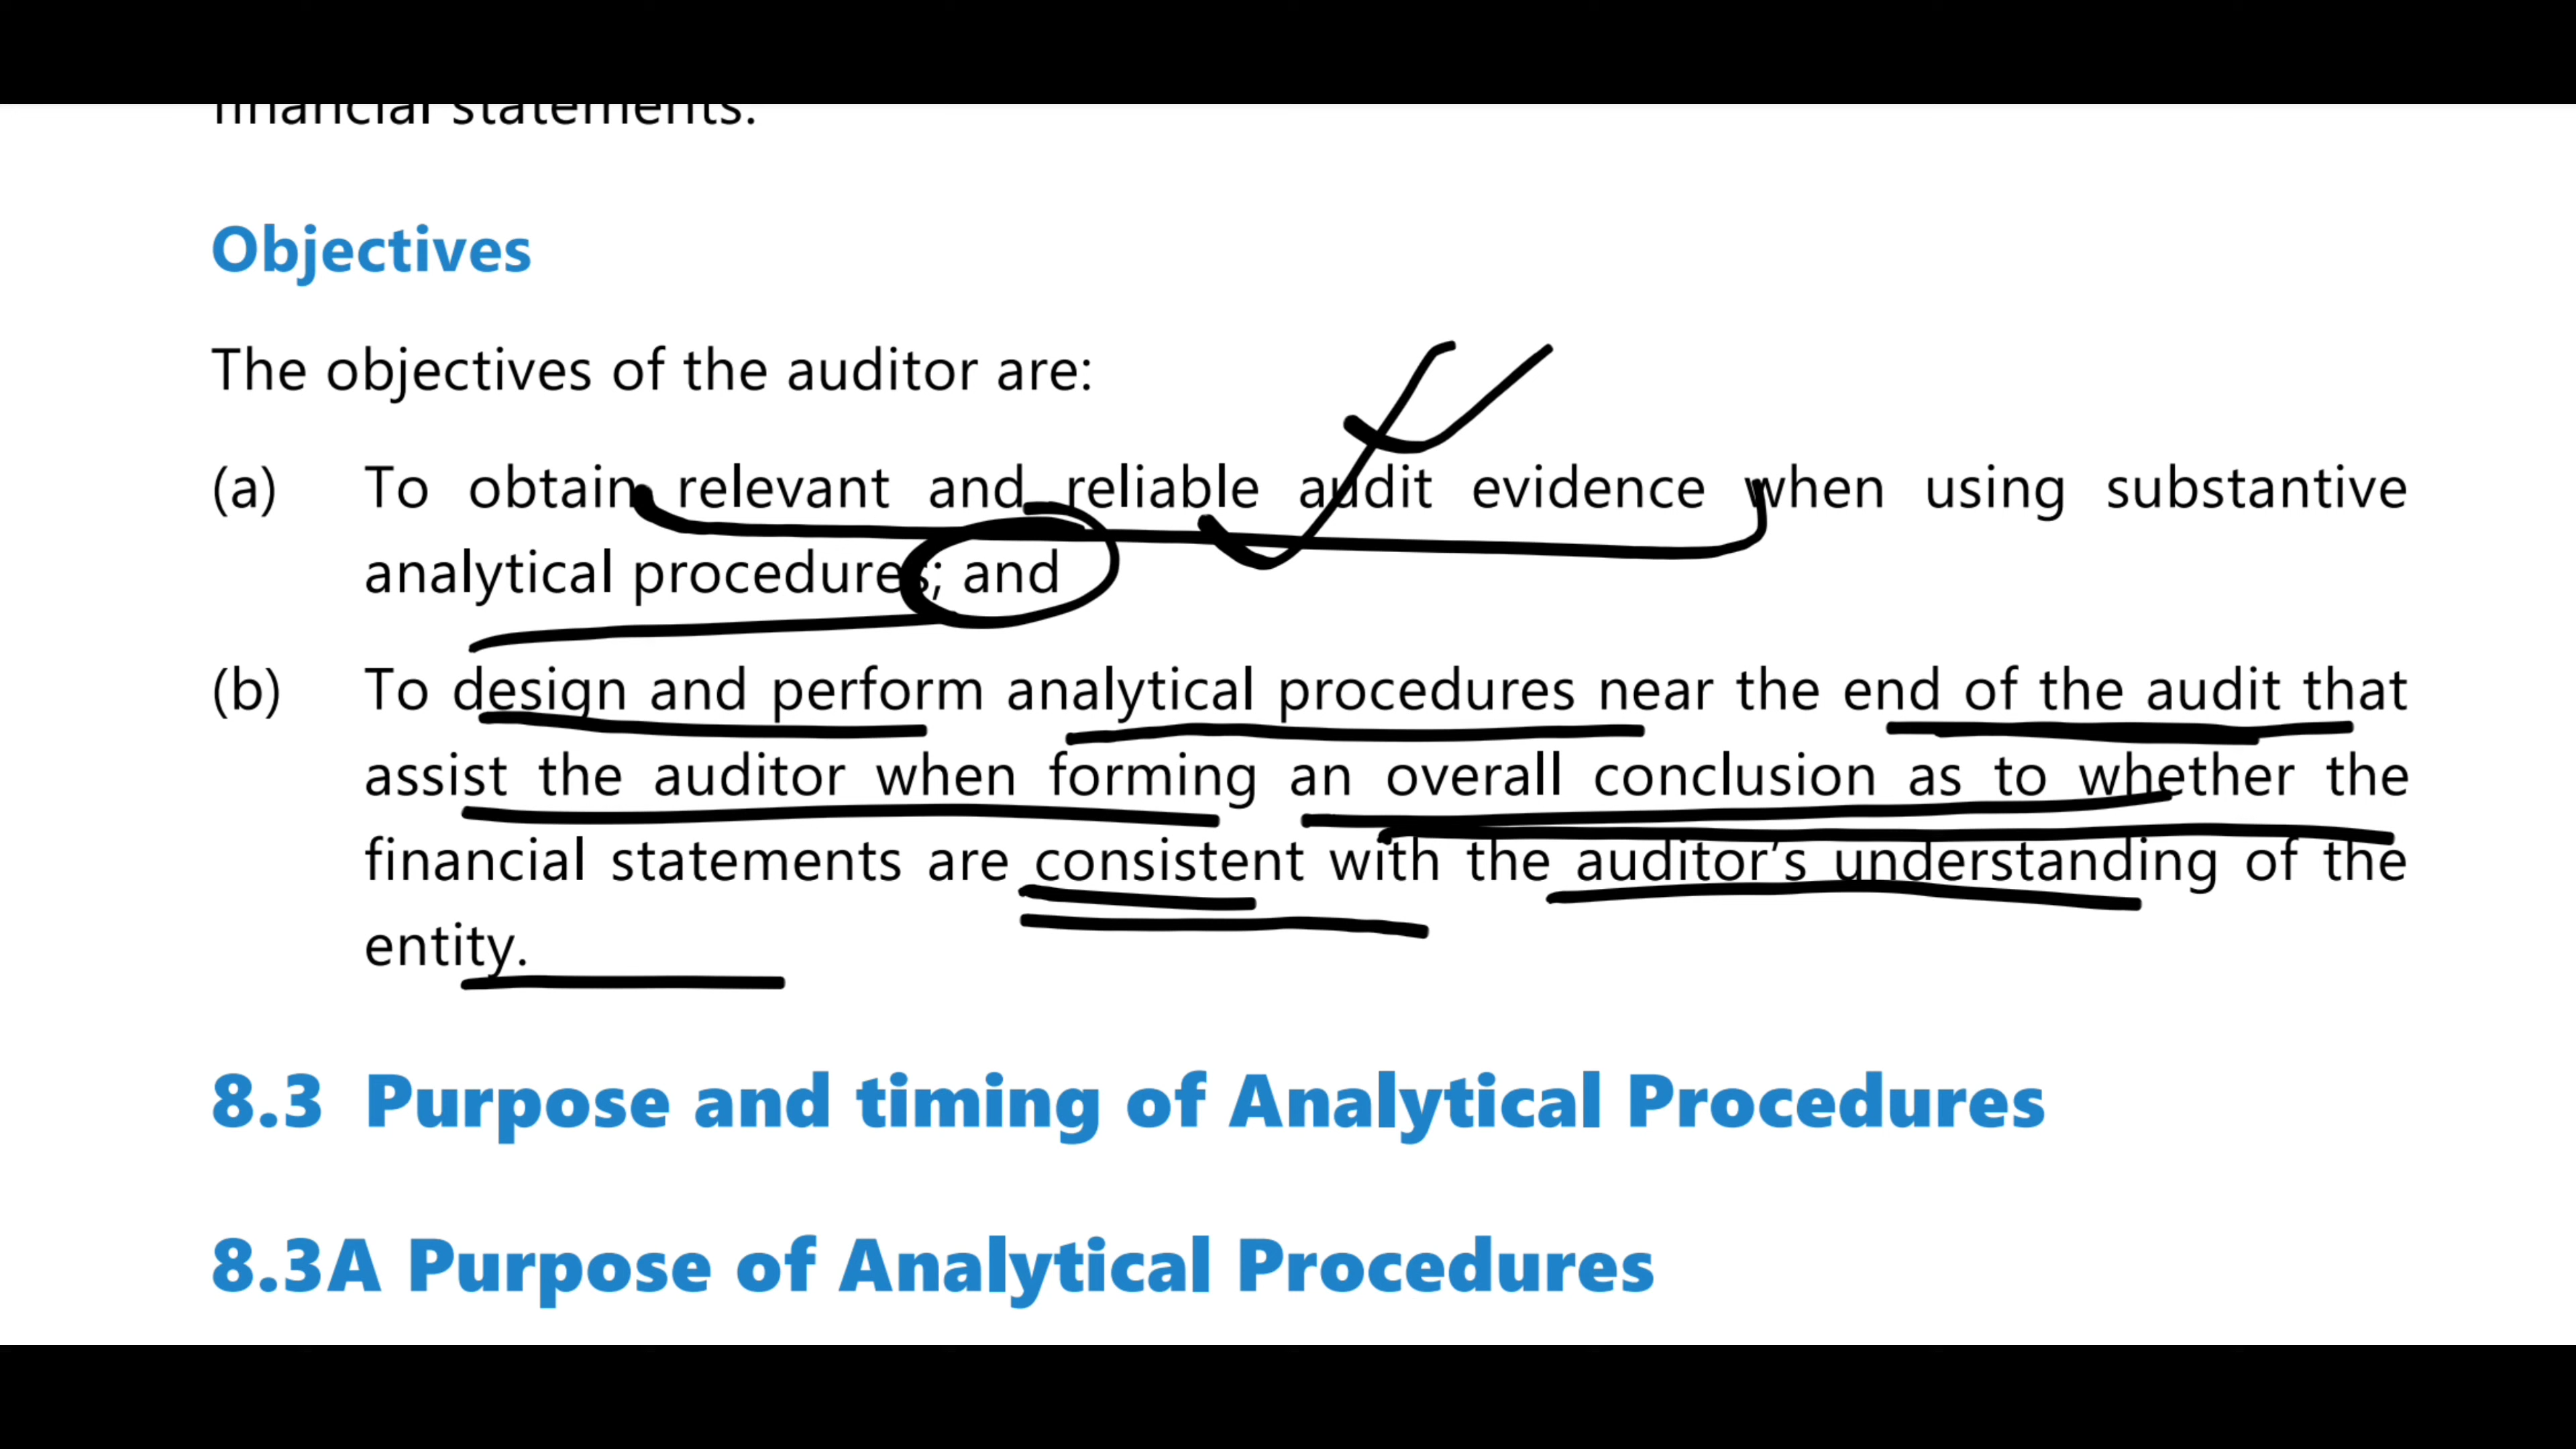 financial statements.
Objectives
The objectives of the auditor are:
(a) To obtain relevant and reliable audit evidence when using substantive
analytical procedures; and
(b) To design and perform analytical procedures near the end of the audit that
assist the auditor when forming an overall conclusion as to whether the
financial statements are consistent with the auditor's understanding of the
entity.
8.3 Purpose and timing of Analytical Procedures
8.3A Purpose of Analytical Procedures